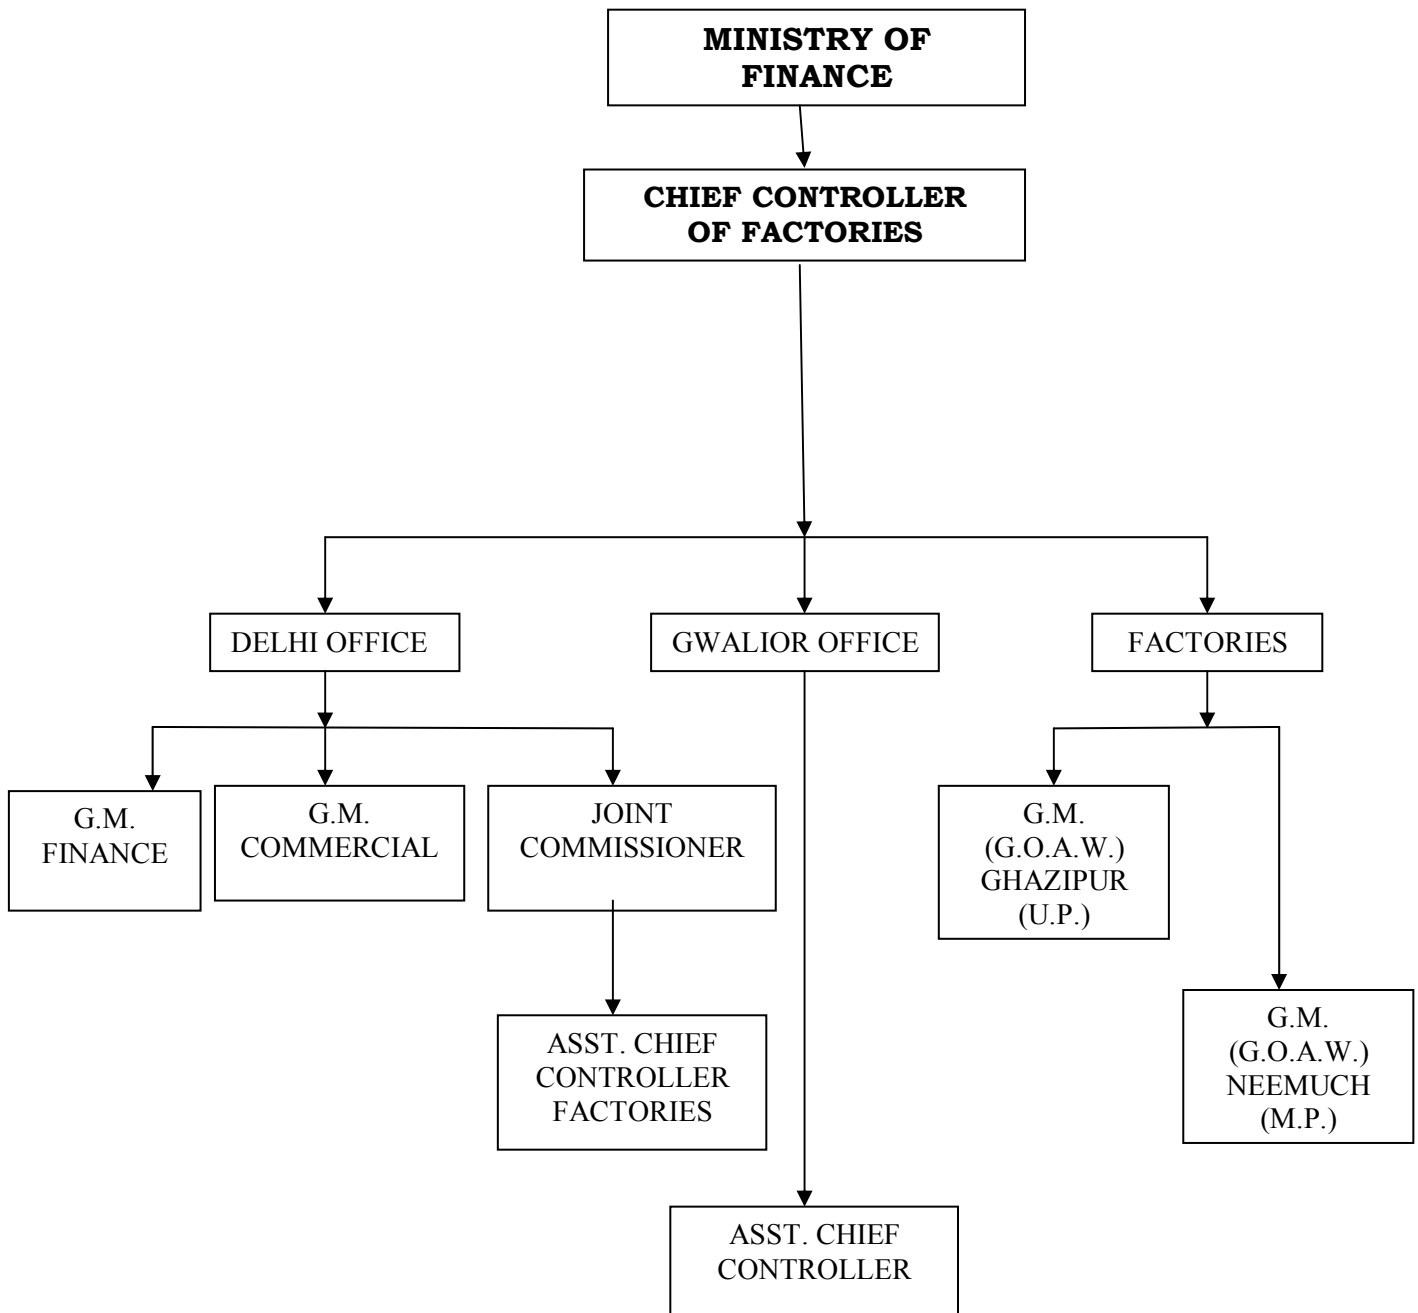 MINISTRY OF
FINANCE
CHIEF CONTROLLER
OF FACTORIES
DELHI OFFICE
GWALIOR OFFICE
FACTORIES
G.M.
FINANCE
G.M.
COMMERCIAL
JOINT
COMMISSIONER
G.M.
(G.O.A.W.)
GHAZIPUR
(U.P.)
ASST. CHIEF
CONTROLLER
FACTORIES
G.M.
(G.O.A.W.)
NEEMUCH
(M.P.)
ASST. CHIEF
CONTROLLER